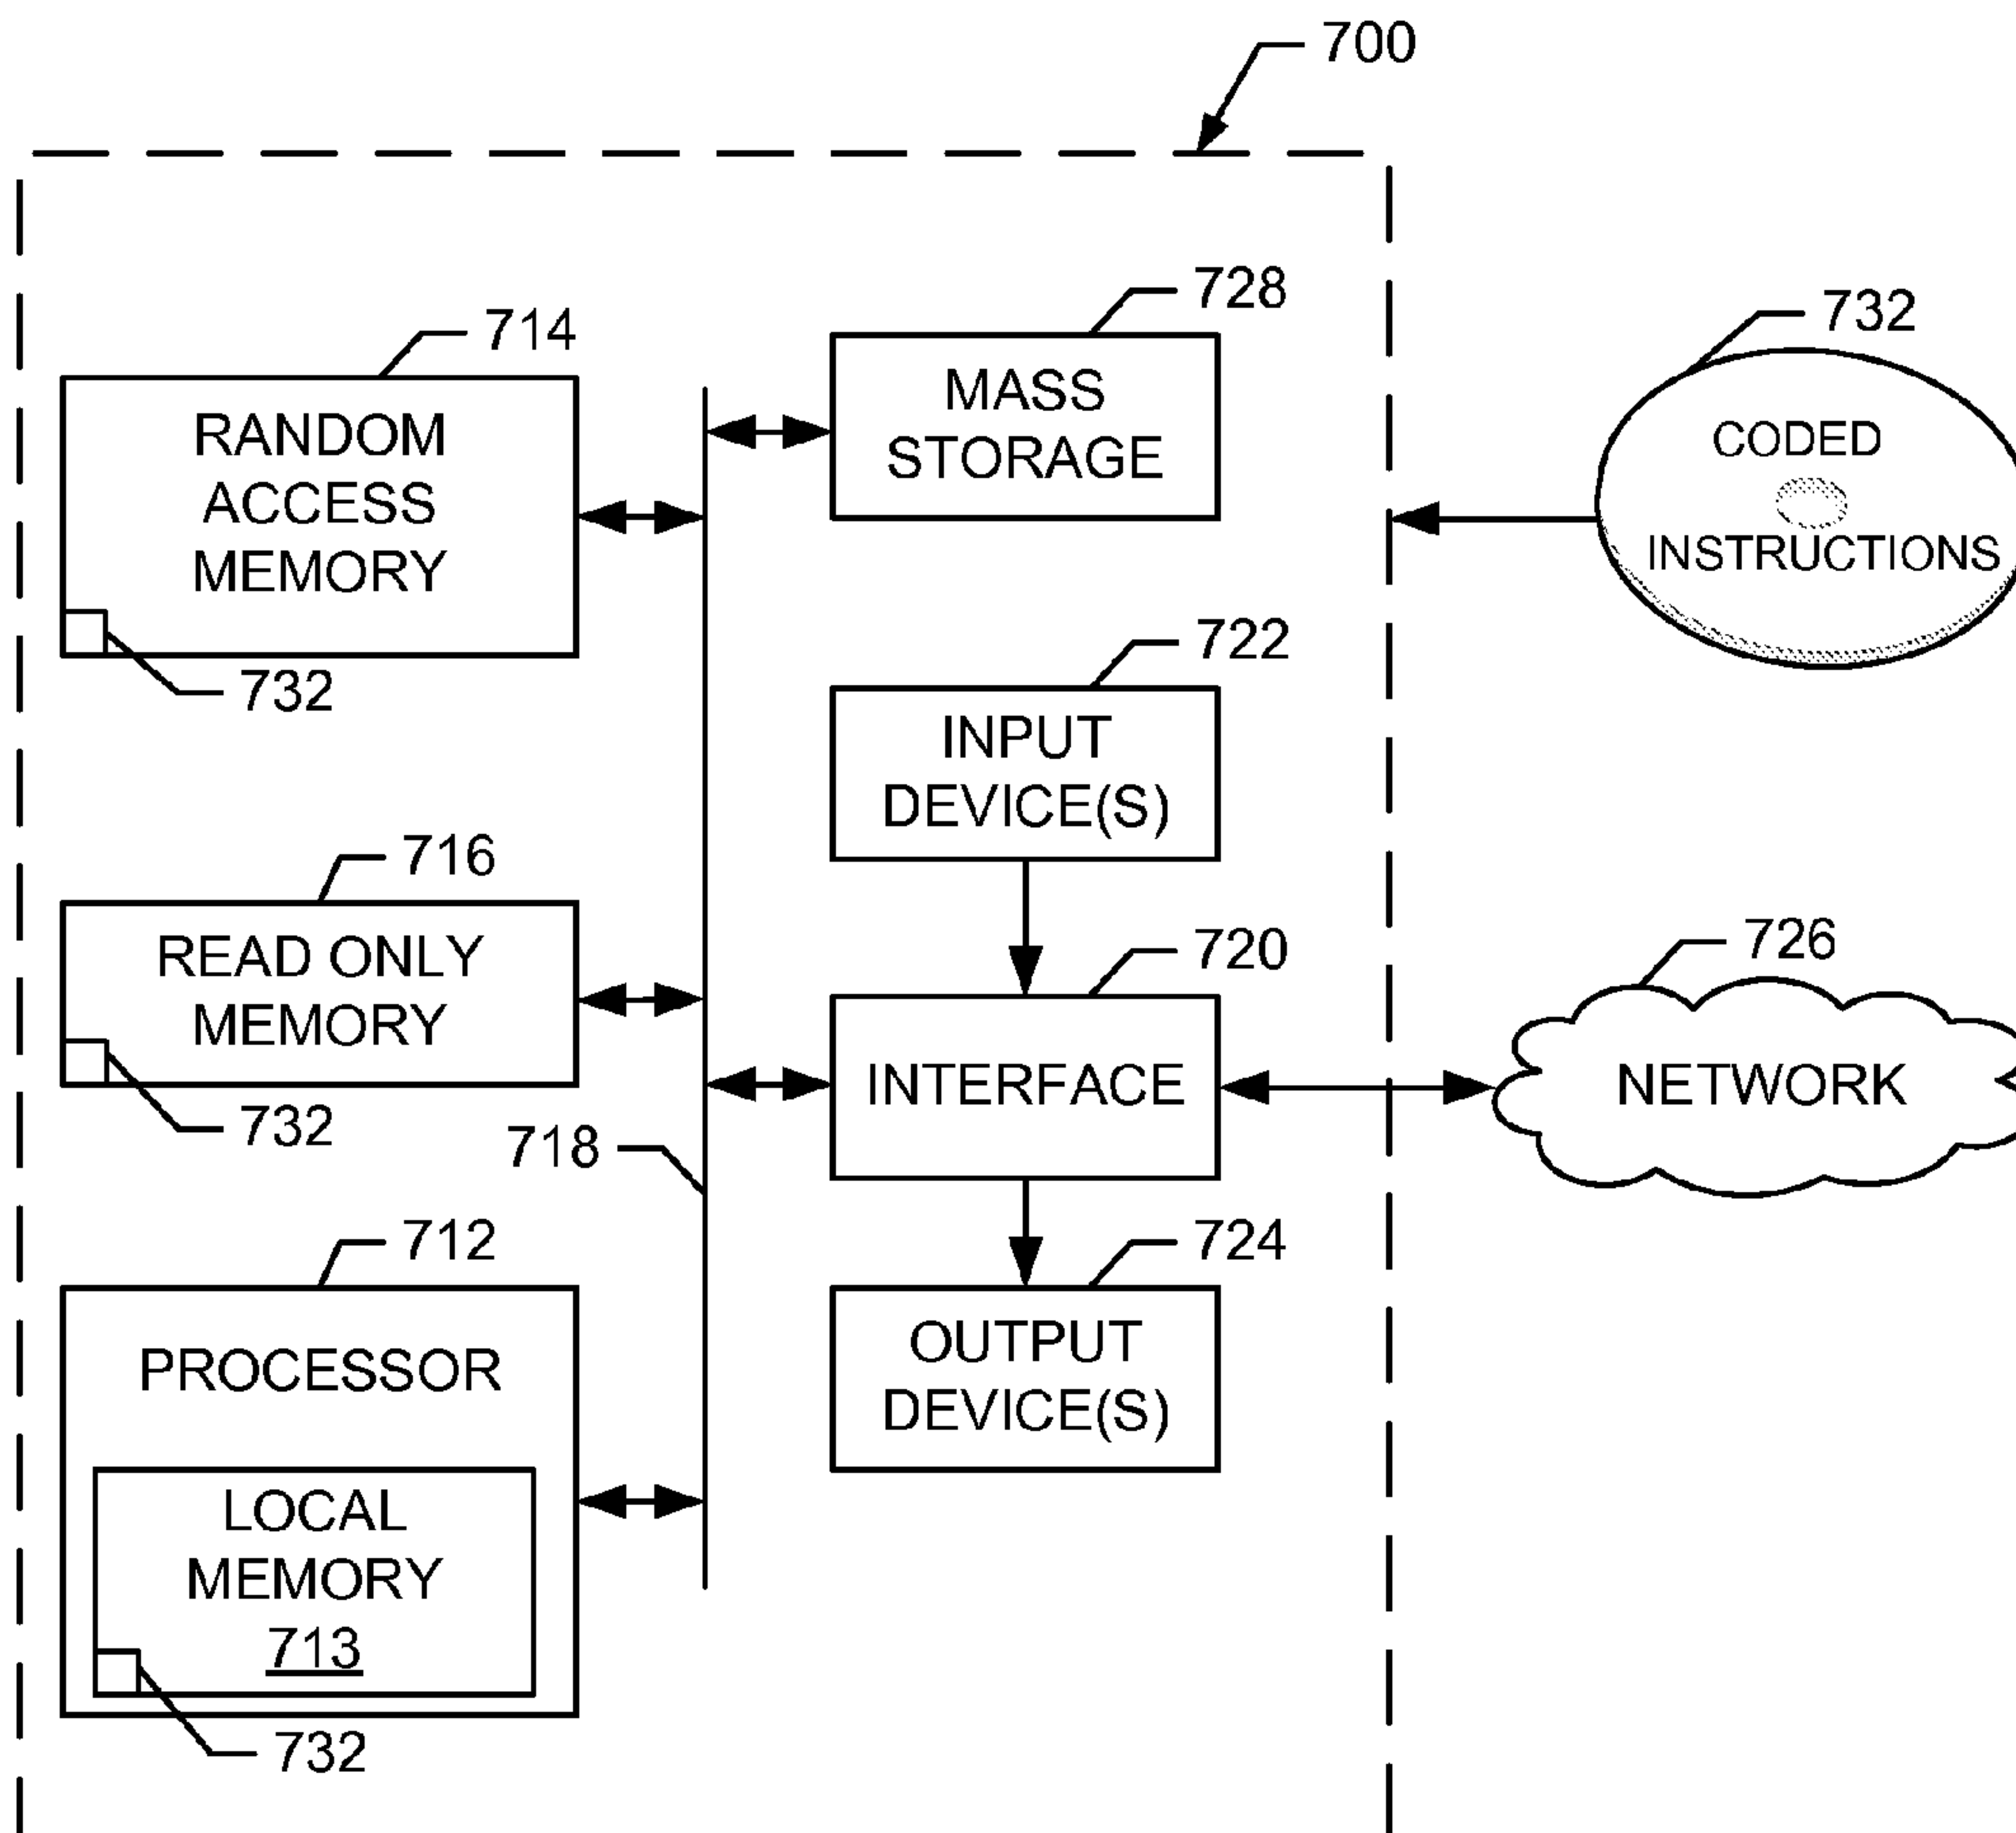 700
728
714
732
MASS
STORAGE
RANDOM
ACCESS
MEMORY
CODED
INSTRUCTIONS
732
722
INPUT
DEVICE(S)
716
READ ONLY
MEMORY
720
726
INTERFACE
NETWORK
732
718
712
724
PROCESSOR
OUTPUT
DEVICE(S)
LOCAL
MEMORY
713
732